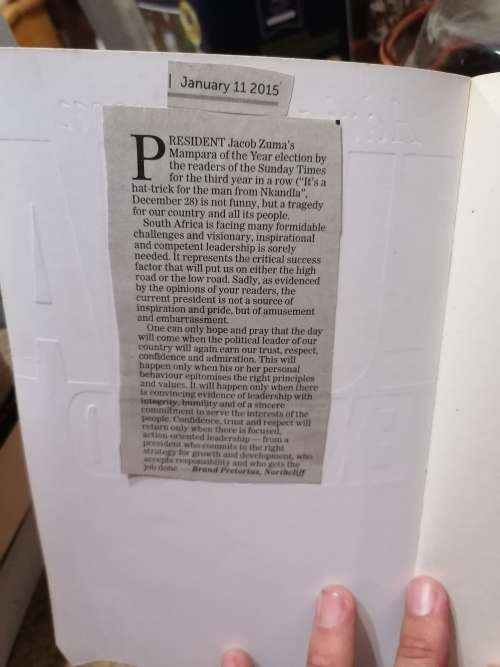 | January 11 2015
PRESIDENT Jacob Zuma's
Mampara of the Year election by
the readers of the Sunday Times
for the third year in a row ("It's a
hat-trick for the man from Nkandla",
December 28) is not funny, but a tragedy
for our country and all its people.
South Africa is facing many formidable
challenges and visionary, inspirational
and competent leadership is sorely
needed. It represents the critical success
factor that will put us on either the high
road or the low road. Sadly, as evidenced
by the opinions of your readers, the
current president is not a source of
inspiration and pride, but of amusement
and embarrassment.
One can only hope and pray that the day
will come when the political leader of our
country will again earn our trust, respect,
confidence and admiration. This will
happen only when his or her personal
behaviour epitomises the right principles
and values. It will happen only when there
is convincing evidence of leadership with
integrity, humility and of a sincere
commitment to serve the interests of the
people. Confidence, trust and respect will
return only when there is focused,
action-oriented leadership — from a
president who commits to the right
strategy for growth and development, who
accepts responsibility and who gets the
job done. — Brand Pretorius, Northcliff